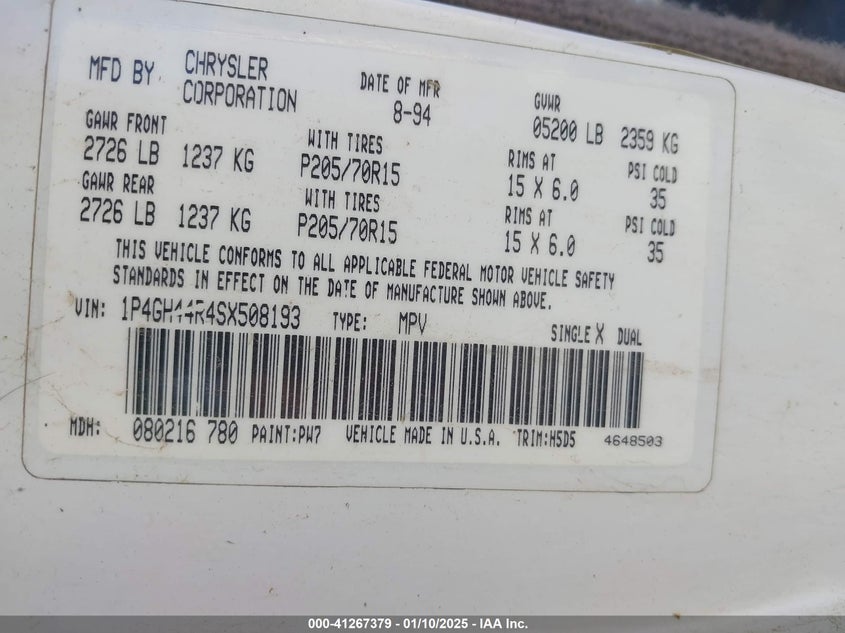 MFD BY CHRYSLER CORPORATION DATE OF MFR 8-94 GVWR 05200 LB 2359 KG
GAWR FRONT WITH TIRES RIMS AT PSI COLD
2726 LB 1237 KG P205/70R15 15 X 6.0 35
GAWR REAR WITH TIRES RIMS AT PSI COLD
2726 LB 1237 KG P205/70R15 15 X 6.0 35
THIS VEHICLE CONFORMS TO ALL APPLICABLE FEDERAL MOTOR VEHICLE SAFETY
STANDARDS IN EFFECT ON THE DATE OF MANUFACTURE SHOWN ABOVE.
VIN: 1P4GH44R4SX508193 TYPE: MPV SINGLE X DUAL
MDH: 080216 780 PAINT:PW7 VEHICLE MADE IN U.S.A. TRIM:M5D5 4648503
000-41267379 — 01/10/2025 — IAA Inc.